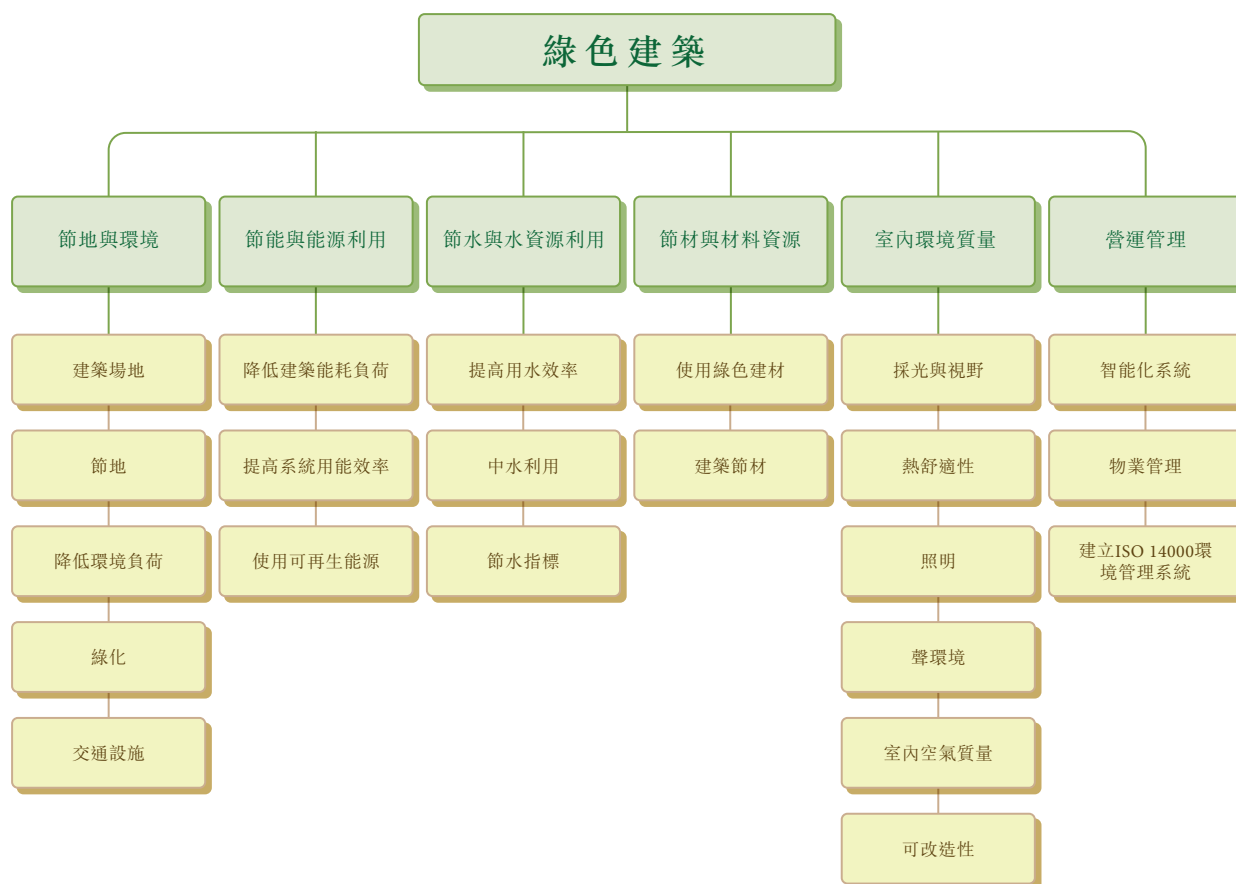 綠色建築
節地與環境
節能與能源利用
節水與水資源利用
節材與材料資源
室內環境質量
營運管理
建築場地
節地
降低環境負荷
綠化
交通設施
降低建築能耗負荷
提高系統用能效率
使用可再生能源
提高用水效率
中水利用
節水指標
使用綠色建材
建築節材
採光與視野
熱舒適性
照明
聲環境
室內空氣質量
可改造性
智能化系統
物業管理
建立ISO 14000環
境管理系統